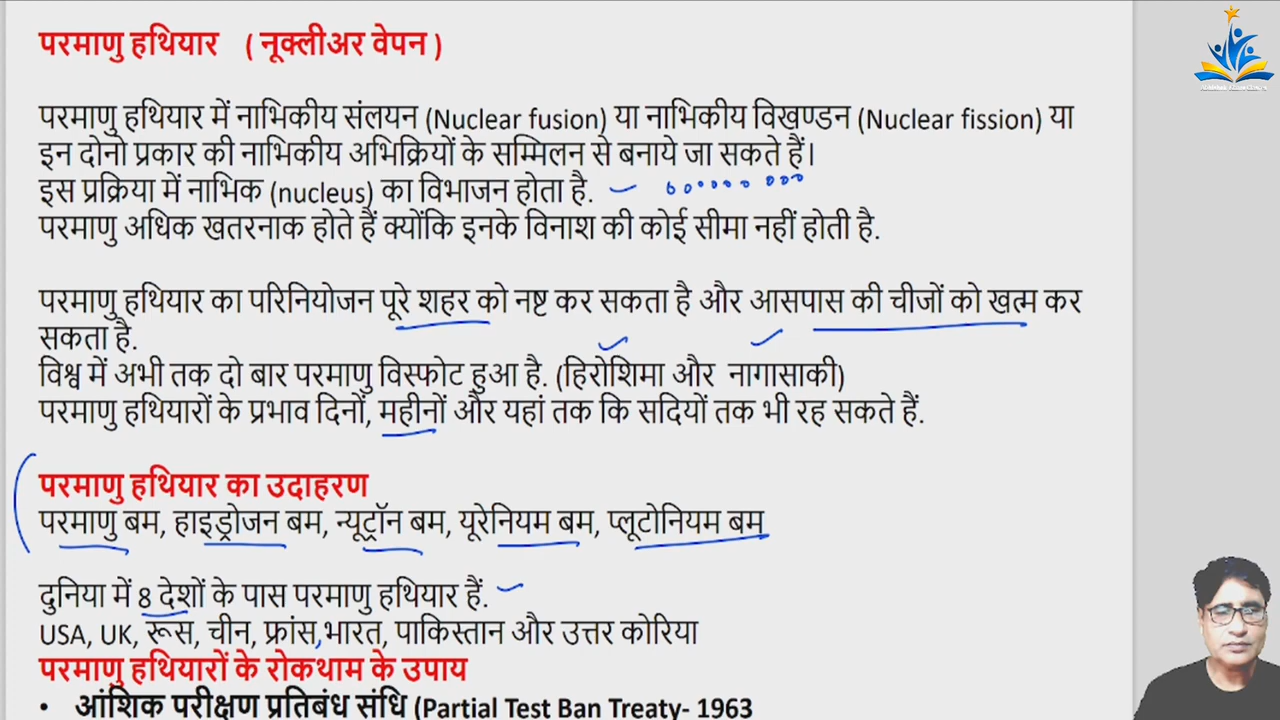 परमाणु हथियार ( नूक्लीअर वेपन )
परमाणु हथियार में नाभिकीय संलयन (Nuclear fusion) या नाभिकीय विखण्डन (Nuclear fission) या
इन दोनो प्रकार की नाभिकीय अभिक्रियों के सम्मिलन से बनाये जा सकते हैं।
इस प्रक्रिया में नाभिक (nucleus) का विभाजन होता है.
परमाणु अधिक खतरनाक होते हैं क्योंकि इनके विनाश की कोई सीमा नहीं होती है.
परमाणु हथियार का परिनियोजन पूरे शहर को नष्ट कर सकता है और आसपास की चीजों को खत्म कर
सकता है.
विश्व में अभी तक दो बार परमाणु विस्फोट हुआ है. (हिरोशिमा और नागासाकी)
परमाणु हथियारों के प्रभाव दिनों, महीनों और यहां तक कि सदियों तक भी रह सकते हैं.
परमाणु हथियार का उदाहरण
परमाणु बम, हाइड्रोजन बम, न्यूट्रॉन बम, यूरेनियम बम, प्लूटोनियम बम
दुनिया में 8 देशों के पास परमाणु हथियार हैं.
USA, UK, रूस, चीन, फ्रांस,भारत, पाकिस्तान और उत्तर कोरिया
परमाणु हथियारों के रोकथाम के उपाय
• आंशिक परीक्षण प्रतिबंध संधि (Partial Test Ban Treaty- 1963